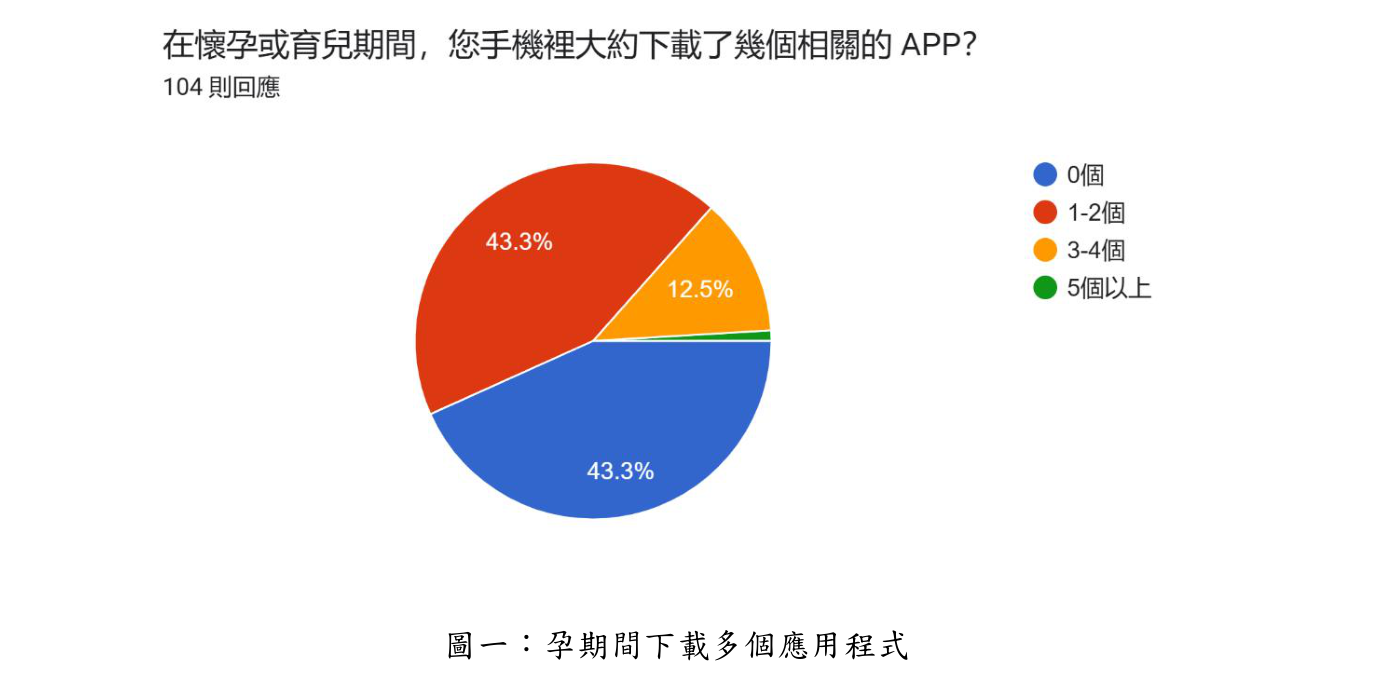 在懷孕或育兒期間，您手機裡大約下載了幾個相關的 APP？
104 則回應
43.3%
12.5%
43.3%
0個
1-2個
3-4個
5個以上
圖一：孕期間下載多個應用程式